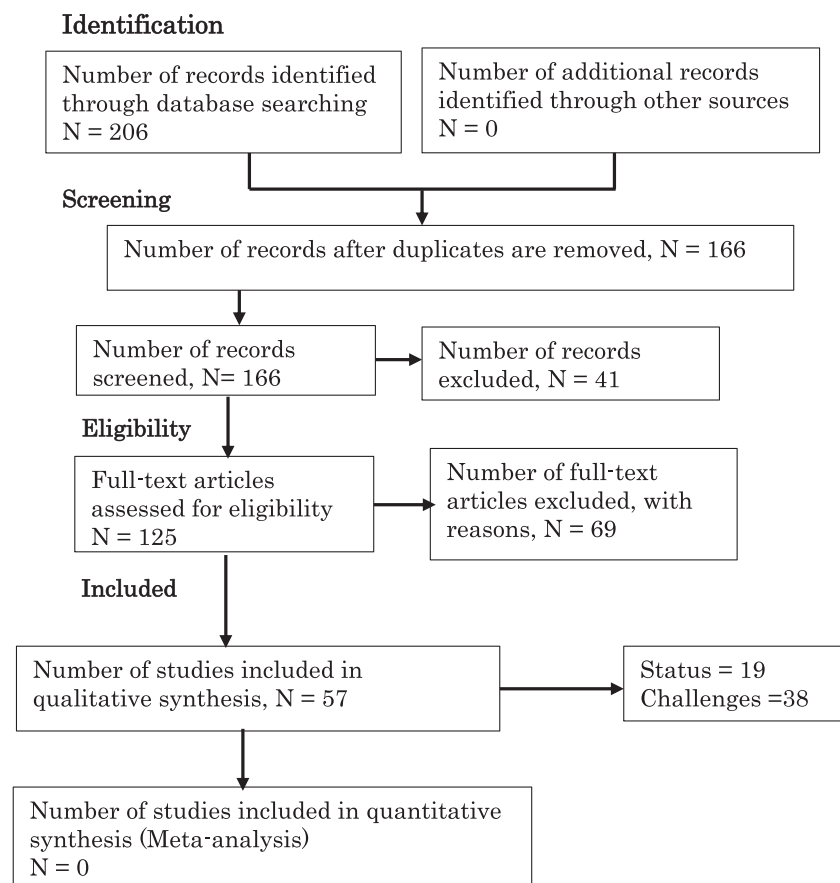 Identification
Number of records identified
through database searching
N = 206
Number of additional records
identified through other sources
N = 0
Screening
Number of records after duplicates are removed, N = 166
Number of records
screened, N= 166
Number of records
excluded, N = 41
Eligibility
Full-text articles
assessed for eligibility
N = 125
Number of full-text
articles excluded, with
reasons, N = 69
Included
Number of studies included in
qualitative synthesis, N = 57
Status = 19
Challenges =38
Number of studies included in quantitative
synthesis (Meta-analysis)
N = 0